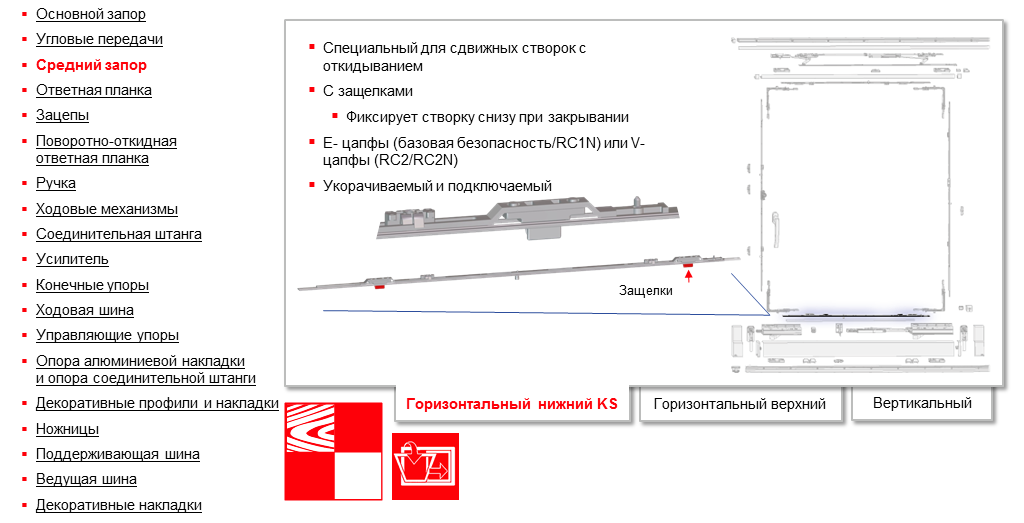 Основной запор
Угловые передачи
Средний запор
Ответная планка
Зацепы
Поворотно-откидная
ответная планка
Ручка
Ходовые механизмы
Соединительная штанга
Усилитель
Конечные упоры
Ходовая шина
Управляющие упоры
Опора алюминиевой накладки
и опора соединительной штанги
Декоративные профили и накладки
Ножницы
Поддерживающая шина
Ведущая шина
Декоративные накладки
Специальный для сдвижных створок с
откидыванием
С защелками
Фиксирует створку снизу при закрывании
Е- цапфы (базовая безопасность/RC1N) или V-
цапфы (RC2/RC2N)
Укорачиваемый и подключаемый
Защелки
Горизонтальный нижний KS
Горизонтальный верхний
Вертикальный